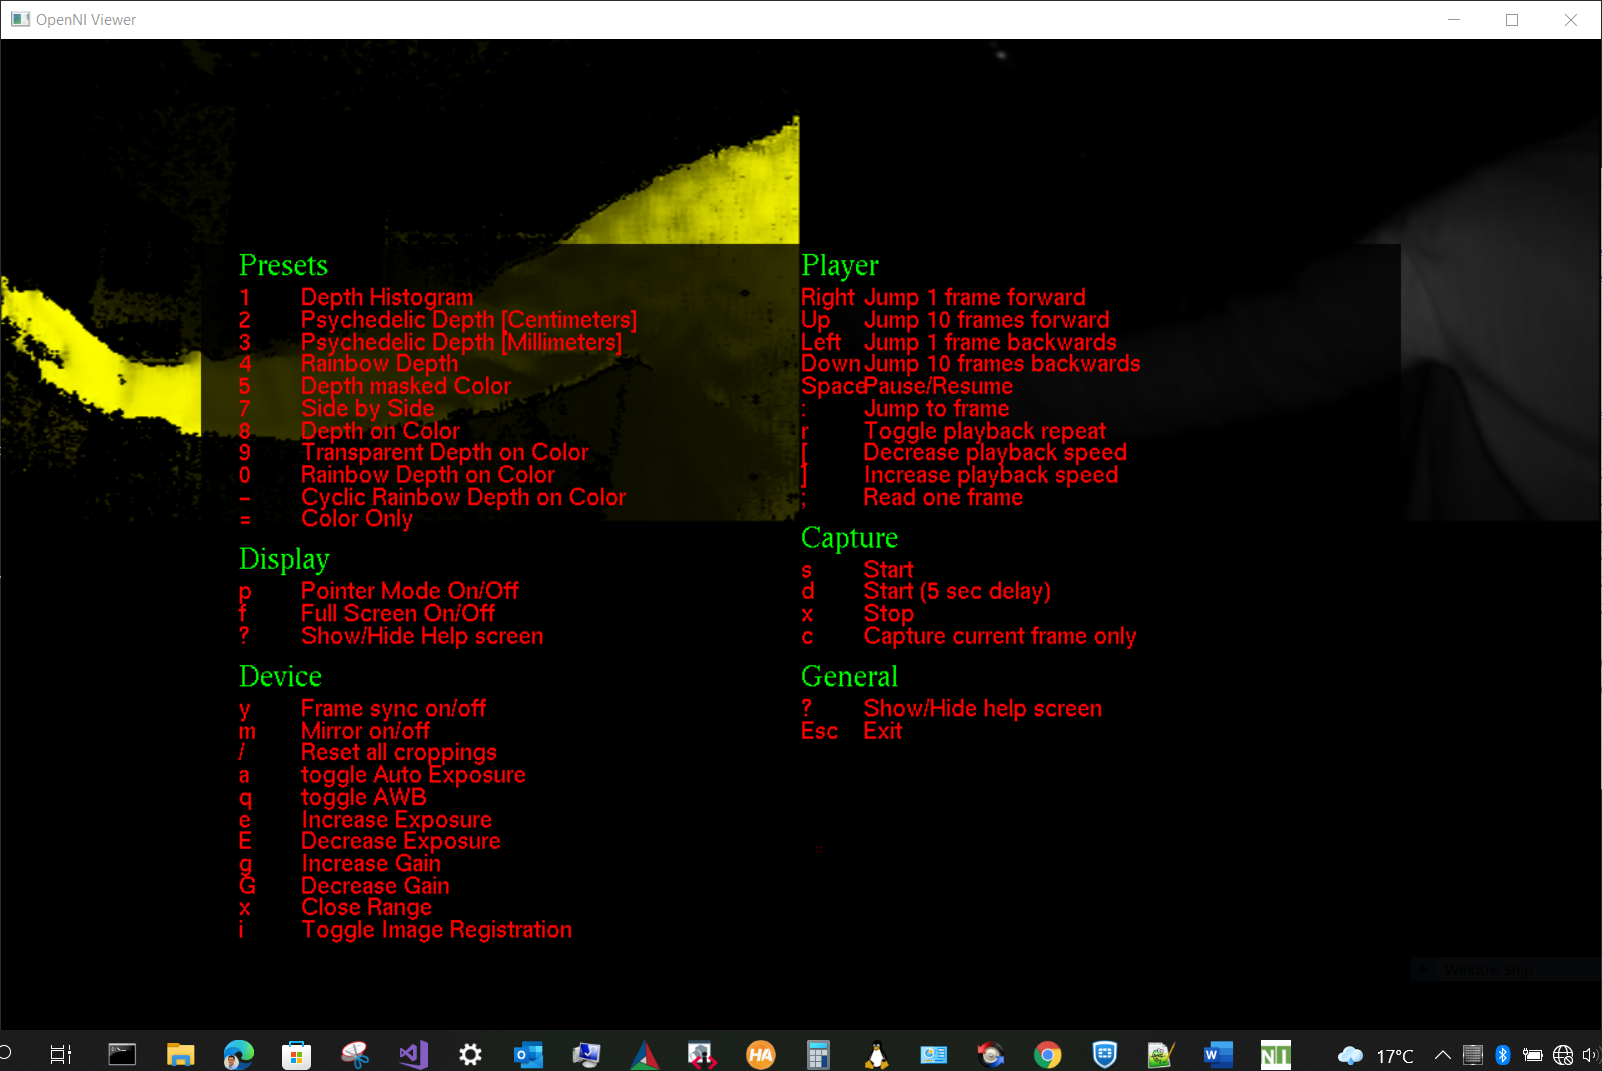 OpenNI Viewer
Presets
1 Depth Histogram
2 Psychedelic Depth [Centimeters]
3 Psychedelic Depth [Millimeters]
4 Rainbow Depth
5 Depth masked Color
7 Side by Side
8 Depth on Color
9 Transparent Depth on Color
0 Rainbow Depth on Color
- Cyclic Rainbow Depth on Color
= Color Only
Display
p Pointer Mode On/Off
f Full Screen On/Off
? Show/Hide Help screen
Device
y Frame sync on/off
m Mirror on/off
/ Reset all croppings
a toggle Auto Exposure
q toggle AWB
e Increase Exposure
E Decrease Exposure
g Increase Gain
G Decrease Gain
x Close Range
i Toggle Image Registration
Player
Right Jump 1 frame forward
Up Jump 10 frames forward
Left Jump 1 frame backwards
Down Jump 10 frames backwards
Space Pause/Resume
: Jump to frame
r Toggle playback repeat
[ Decrease playback speed
] Increase playback speed
; Read one frame
Capture
s Start
d Start (5 sec delay)
x Stop
c Capture current frame only
General
? Show/Hide help screen
Esc Exit
Window Snip
HA
NI
17°C